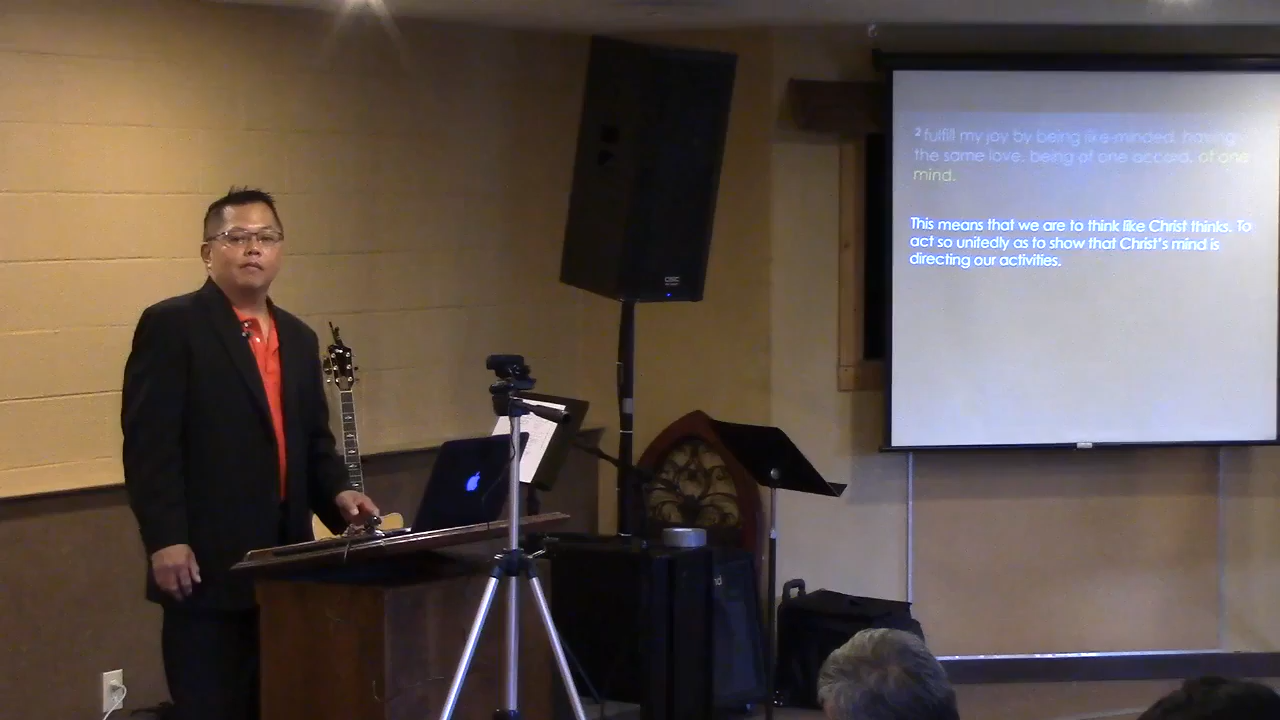 2 fulfill my joy by being like-minded, having
the same love, being of one accord, of one
mind.
This means that we are to think like Christ thinks. To
act so unitedly as to show that Christ's mind is
directing our activities.
QSC